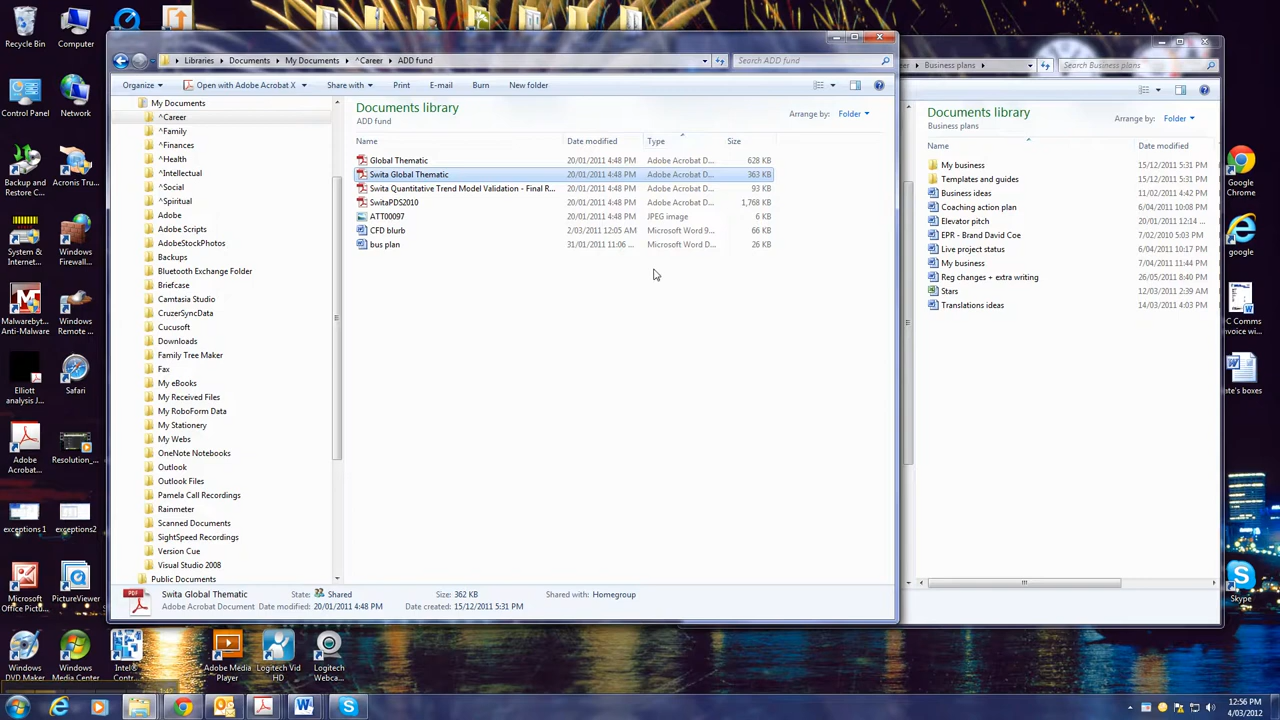 Recycle Bin
Computer
Libraries
Documents
My Documents
^Career
ADD fund
Search ADD fund
Business plans
Search Business plans
Organize
Open with Adobe Acrobat X
Share with
Print
E-mail
Burn
New folder
My Documents
^Career
^Family
^Finances
^Health
^Intellectual
^Social
^Spiritual
Adobe
Adobe Scripts
AdobeStockPhotos
Backups
Bluetooth Exchange Folder
Briefcase
Camtasia Studio
CruzerSyncData
Cucusoft
Downloads
Family Tree Maker
Fax
My eBooks
My Received Files
My RoboForm Data
My Stationery
My Webs
OneNote Notebooks
Outlook
Outlook Files
Pamela Call Recordings
Rainmeter
Scanned Documents
SightSpeed Recordings
Version Cue
Visual Studio 2008
Public Documents
Documents library
ADD fund
Arrange by: Folder
Name Date modified Type Size
Global Thematic 20/01/2011 4:48 PM Adobe Acrobat D... 628 KB
Swita Global Thematic 20/01/2011 4:48 PM Adobe Acrobat D... 363 KB
Swita Quantitative Trend Model Validation - Final R... 20/01/2011 4:48 PM Adobe Acrobat D... 93 KB
SwitaPDS2010 20/01/2011 4:48 PM Adobe Acrobat D... 1,768 KB
ATT00097 20/01/2011 4:48 PM JPEG image 6 KB
CFD blurb 2/03/2011 12:05 AM Microsoft Word 9... 66 KB
bus plan 31/01/2011 11:06 ... Microsoft Word D... 26 KB
Swita Global Thematic State: Shared Size: 362 KB Shared with: Homegroup
Adobe Acrobat Document Date modified: 20/01/2011 4:48 PM Date created: 15/12/2011 5:31 PM
Documents library
Business plans
Arrange by: Folder
Name Date modified
My business 15/12/2011 5:31 PM
Templates and guides 15/12/2011 5:31 PM
Business ideas 11/02/2011 4:42 PM
Coaching action plan 6/04/2011 10:08 PM
Elevator pitch 20/01/2011 12:14 ...
EPR - Brand David Coe 7/02/2010 5:03 PM
Live project status 6/04/2011 10:17 PM
My business 7/04/2011 11:44 PM
Reg changes + extra writing 26/05/2011 8:40 PM
Stars 12/03/2011 2:39 AM
Translations ideas 14/03/2011 4:03 PM
Control Panel
Network
Backup and Restore
Acronis Tru...
System & Internet...
Windows Firewall...
Malwarebyt... Anti-Malware
Windows Remote ...
Elliott analysis J...
Safari
Adobe Acrobat...
Resolution_...
exceptions 1
exceptions2
Microsoft Office Pictu...
PictureViewer
Windows DVD Maker
Windows Media Center
Intel® Contr...
Adobe Media Player
Logitech Vid HD
Logitech Webca...
Google Chrome
google
C Comms
nvoice wi
ate's boxes
Skype
12:56 PM
4/03/2012